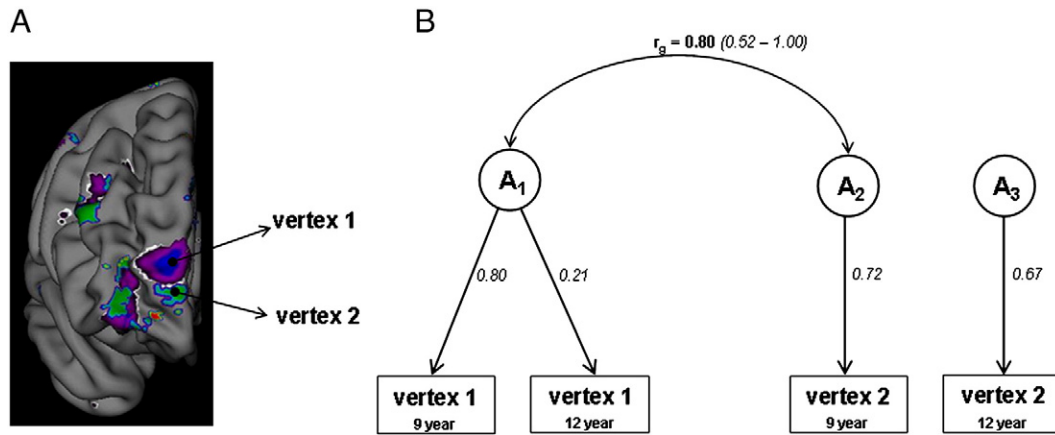 A
B
r_g = 0.80 (0.52 – 1.00)
A₁
A₂
A₃
vertex 1
vertex 2
0.80
0.21
0.72
0.67
vertex 1
9 year
vertex 1
12 year
vertex 2
9 year
vertex 2
12 year